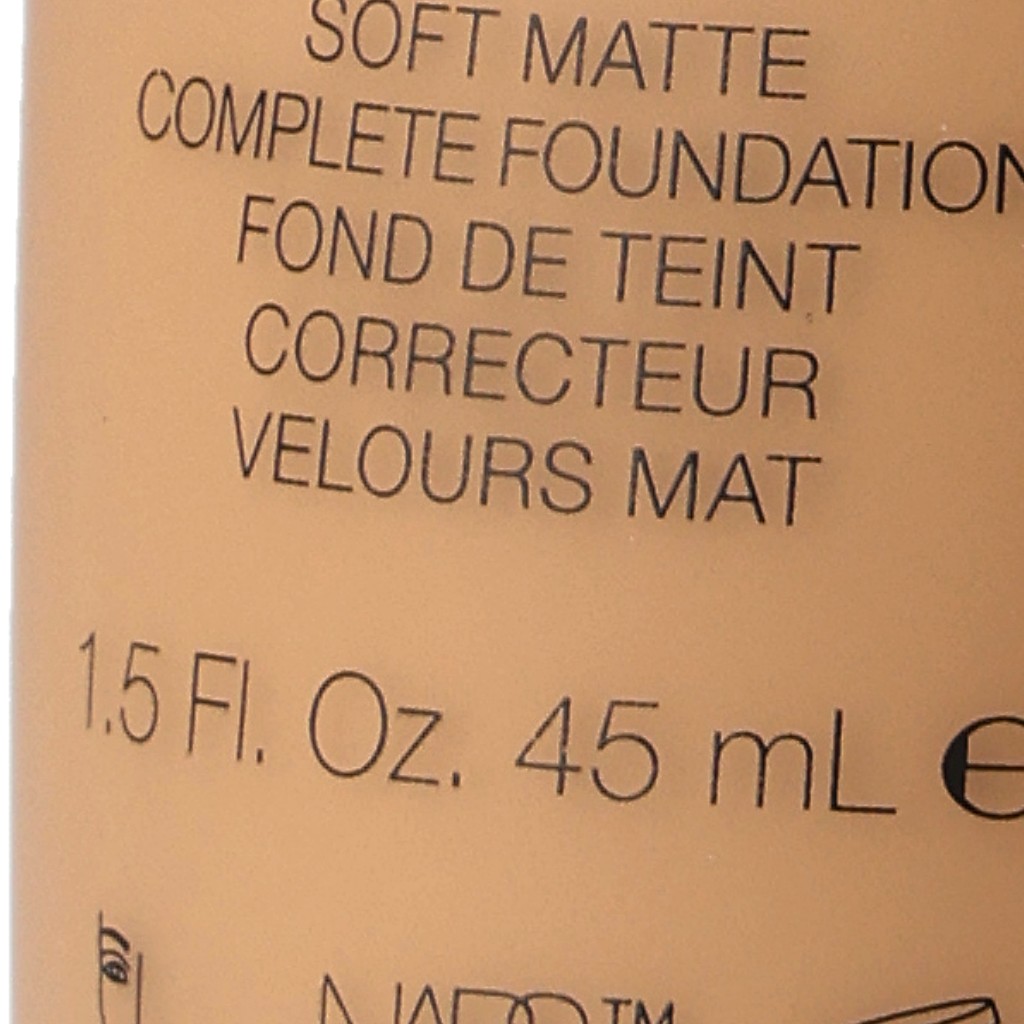 SOFT MATTE
COMPLETE FOUNDATION
FOND DE TEINT
CORRECTEUR
VELOURS MAT
1.5 Fl. Oz. 45 mL ℮